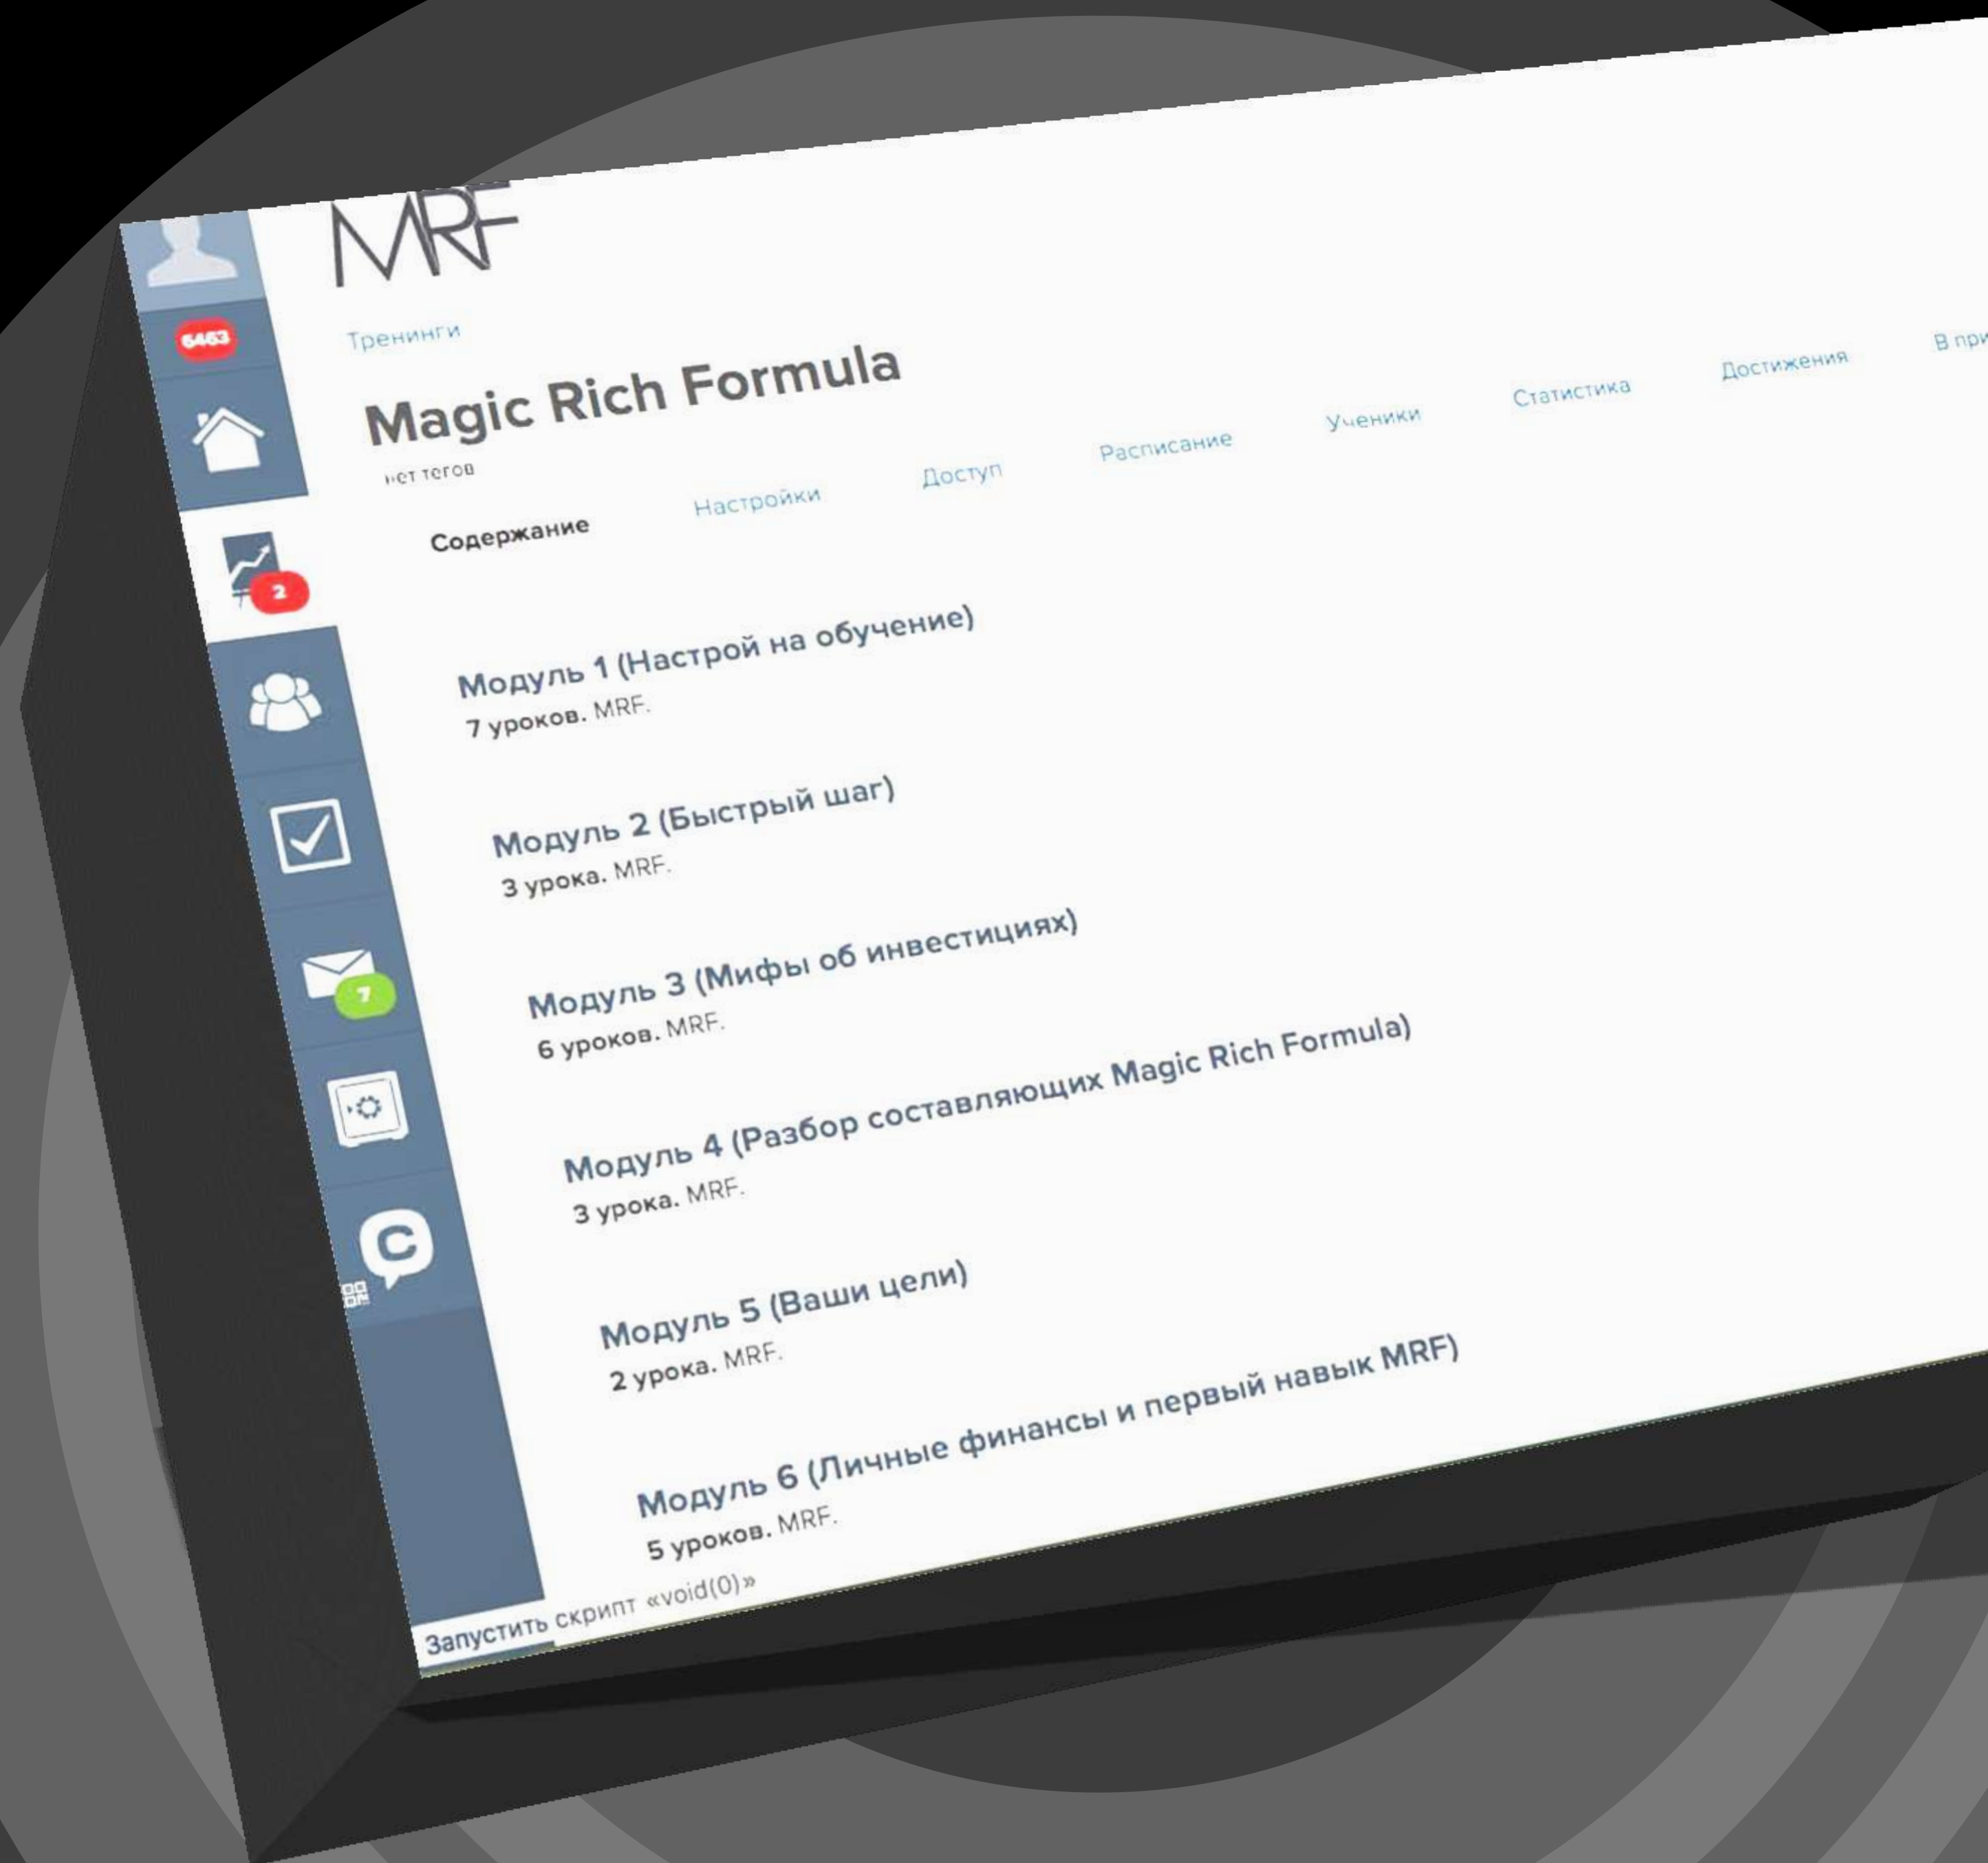 MRF
6463
Тренинги
Magic Rich Formula
нет тегов
Содержание Настройки Доступ Расписание Ученики Статистика Достижения В
2
Модуль 1 (Настрой на обучение)
7 уроков. MRF.
Модуль 2 (Быстрый шаг)
3 урока. MRF.
Модуль 3 (Мифы об инвестициях)
6 уроков. MRF.
7
Модуль 4 (Разбор составляющих Magic Rich Formula)
3 урока. MRF.
C
Модуль 5 (Ваши цели)
2 урока. MRF.
Модуль 6 (Личные финансы и первый навык MRF)
5 уроков. MRF.
Запустить скрипт «void(0)»